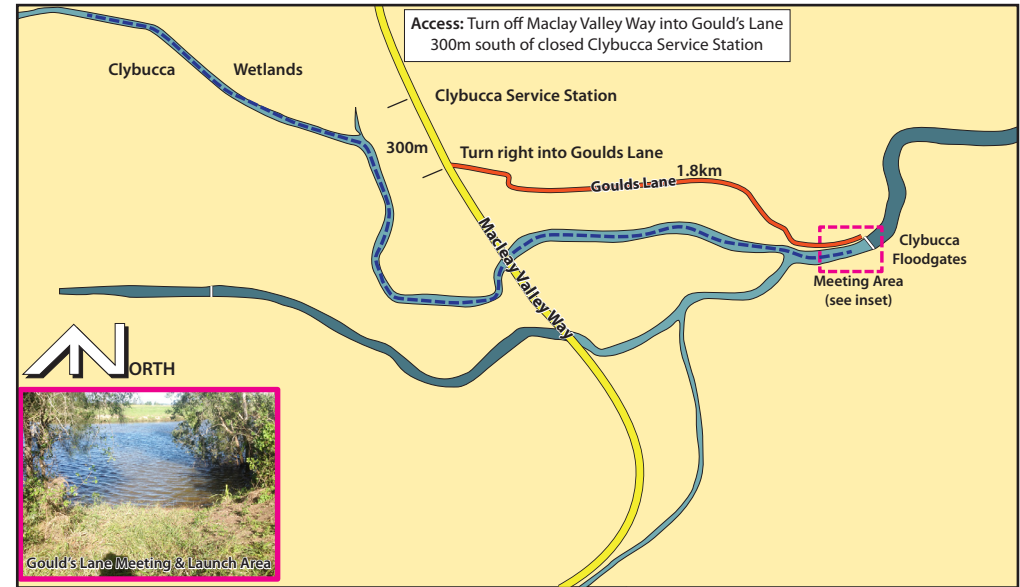 Access: Turn off Maclay Valley Way into Gould's Lane
300m south of closed Clybucca Service Station
Clybucca Wetlands
Clybucca Service Station
300m
Turn right into Goulds Lane
Goulds Lane
1.8km
Macleay Valley Way
Clybucca
Floodgates
Meeting Area
(see inset)
NORTH
Gould's Lane Meeting & Launch Area